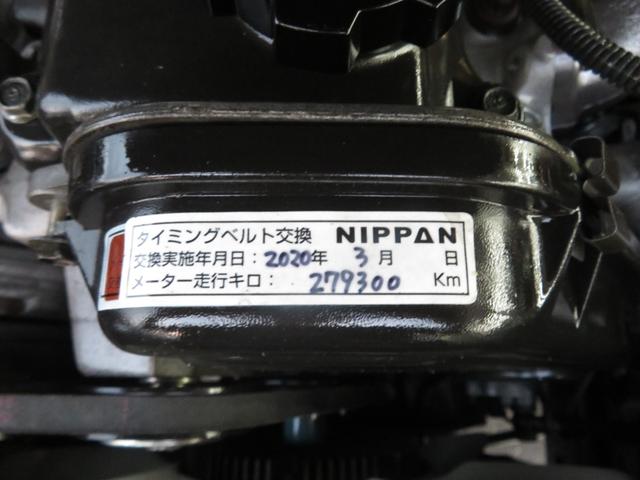 タイミングベルト交換 NIPPAN
交換実施年月日：2020年 3月 日
メーター走行キロ： 279300 Km